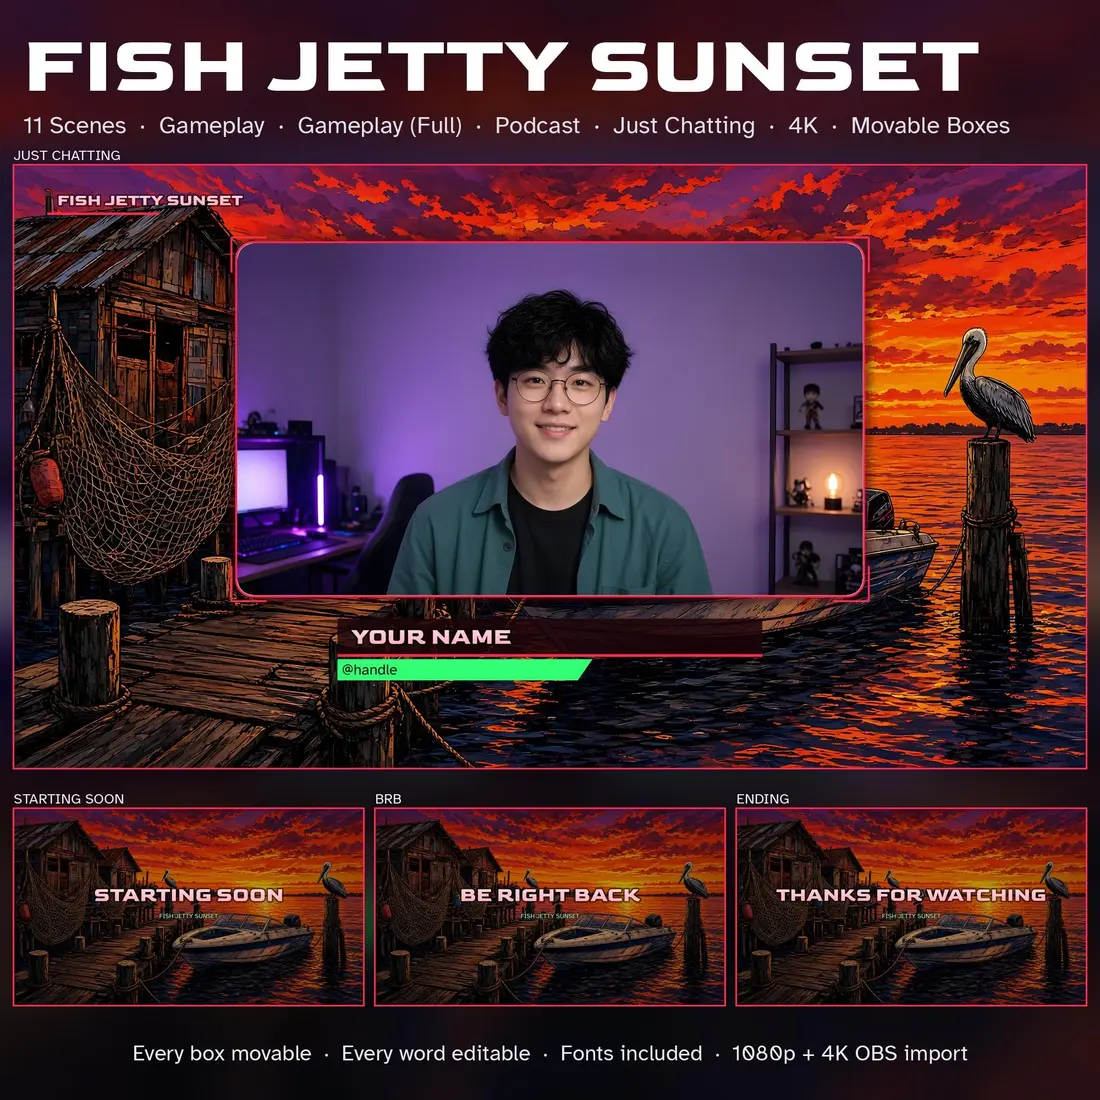 FISH JETTY SUNSET
11 Scenes · Gameplay · Gameplay (Full) · Podcast · Just Chatting · 4K · Movable Boxes
JUST CHATTING
FISH JETTY SUNSET
YOUR NAME
@handle
STARTING SOON
BRB
ENDING
STARTING SOON
FISH JETTY SUNSET
BE RIGHT BACK
FISH JETTY SUNSET
THANKS FOR WATCHING
FISH JETTY SUNSET
Every box movable · Every word editable · Fonts included · 1080p + 4K OBS import